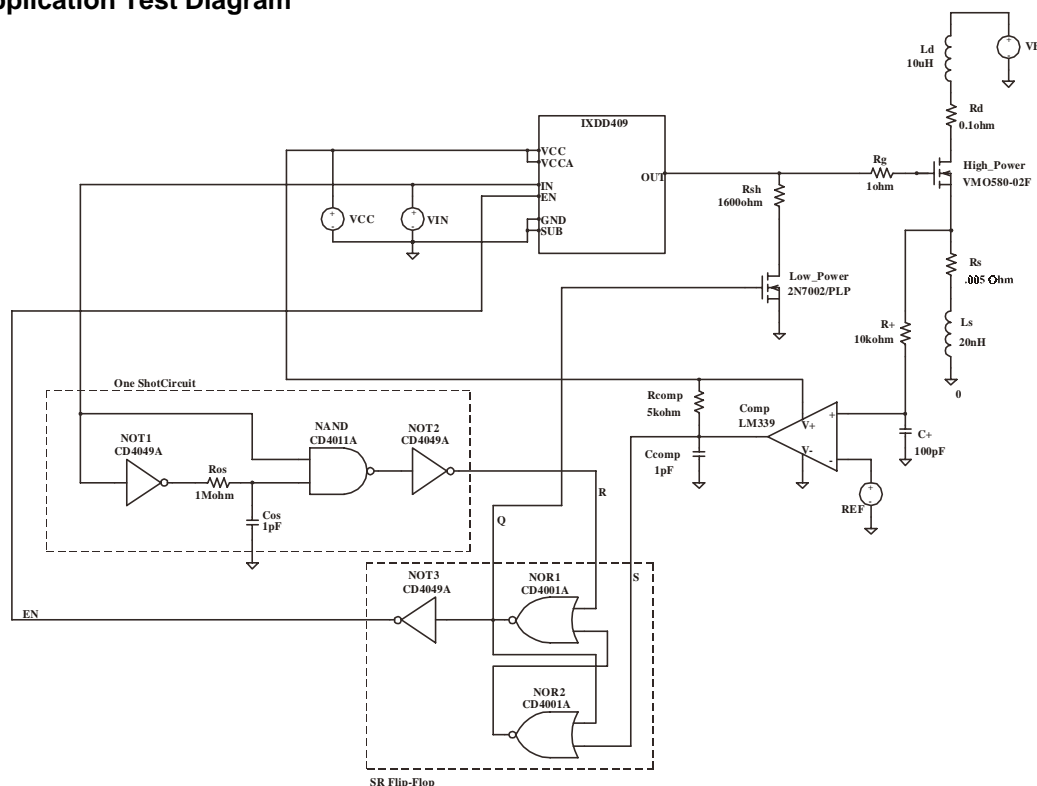 pplication Test Diagram
Ld
10uH
VI
Rd
0.1ohm
IXDD409
VCC
VCCA
IN
EN
GND
SUB
OUT
Rg
1ohm
High_Power
VMO580-02F
Rsh
1600ohm
VCC
VIN
Low_Power
2N7002/PLP
Rs
.005 Ohm
R+
10kohm
Ls
20nH
0
One ShotCircuit
Rcomp
5kohm
Comp
LM339
V+
V-
+
-
C+
100pF
NOT1
CD4049A
NAND
CD4011A
NOT2
CD4049A
Ros
1Mohm
Cos
1pF
Ccomp
1pF
REF
R
Q
S
NOT3
CD4049A
NOR1
CD4001A
EN
NOR2
CD4001A
SR Flip-Flop